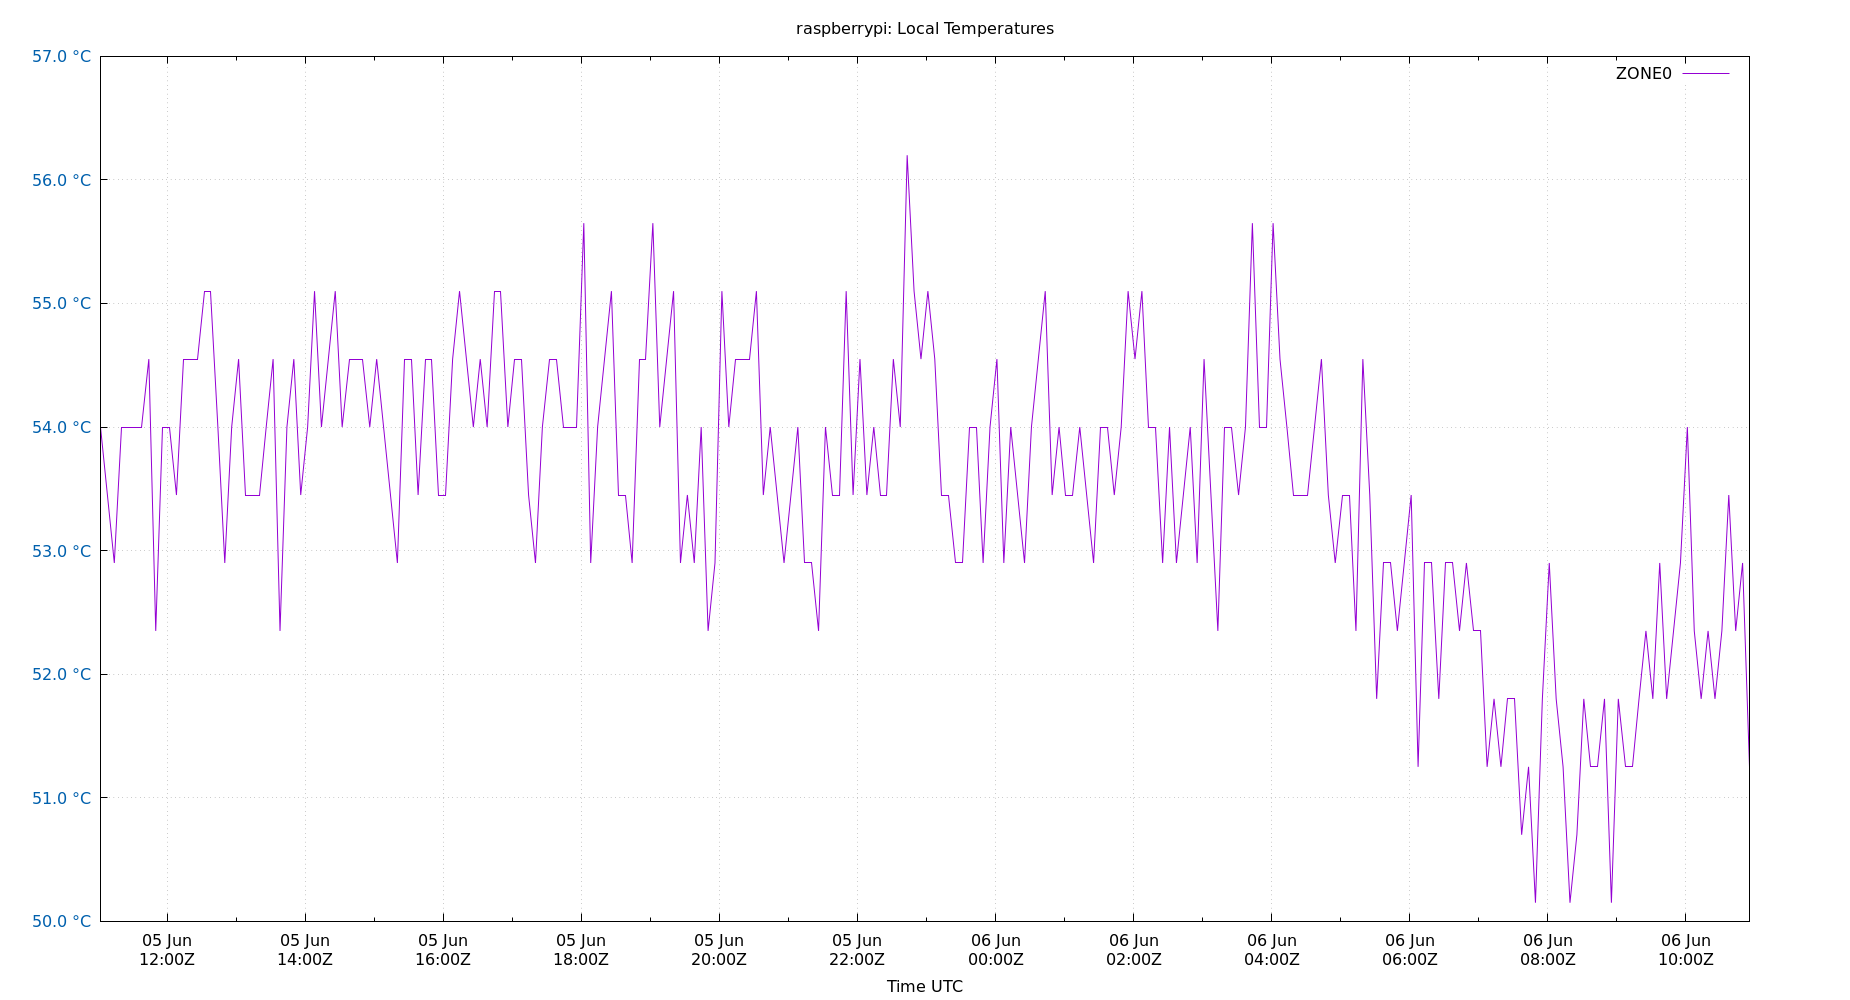 raspberrypi: Local Temperatures
57.0 °C
ZONE0
56.0 °C
55.0 °C
54.0 °C
53.0 °C
52.0 °C
51.0 °C
50.0 °C
05 Jun 05 Jun 05 Jun 05 Jun 05 Jun 05 Jun 06 Jun 06 Jun 06 Jun 06 Jun 06 Jun 06 Jun
12:00Z 14:00Z 16:00Z 18:00Z 20:00Z 22:00Z 00:00Z 02:00Z 04:00Z 06:00Z 08:00Z 10:00Z
Time UTC